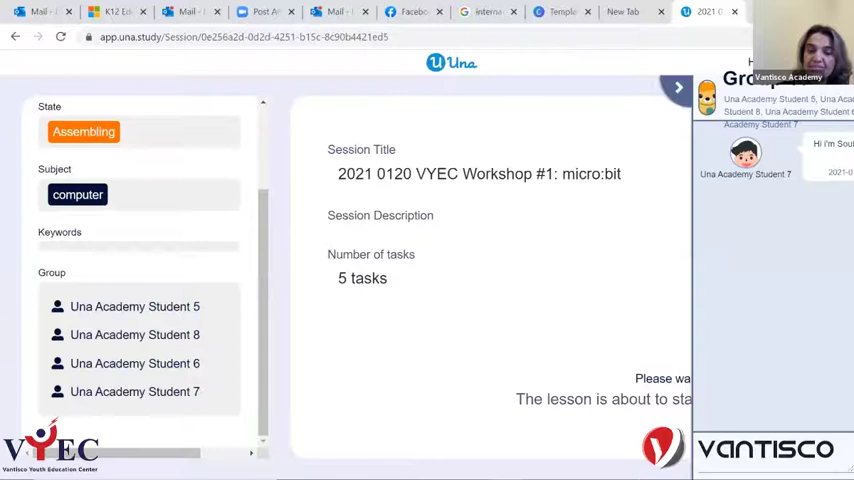 Mail -
K12 Ed
Mail -
Post A
Mail -
Facebo
interna
Templa
New Tab
2021 0
app.una.study/Session/0e256a2d-0d2d-4251-b15c-8c90b4421ed5
Una
Vantisco Academy
State
Assembling
Subject
computer
Keywords
Group
Una Academy Student 5
Una Academy Student 8
Una Academy Student 6
Una Academy Student 7
Session Title
2021 0120 VYEC Workshop #1: micro:bit
Session Description
Number of tasks
5 tasks
Please wa
The lesson is about to sta
H
Group
Una Academy Student 5, Una Aca
Student 8, Una Academy Student 6
Academy Student 7
Hi i'm Sou
Una Academy Student 7
2021-0
VYEC
Vantisco Youth Education Center
VANTISCO